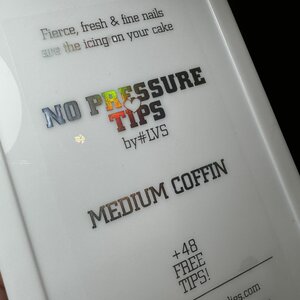 Fierce, fresh & fine nails
are the icing on your cake
NO PRESSURE
TIPS
by#LVS
MEDIUM COFFIN
+48
FREE
TIPS!